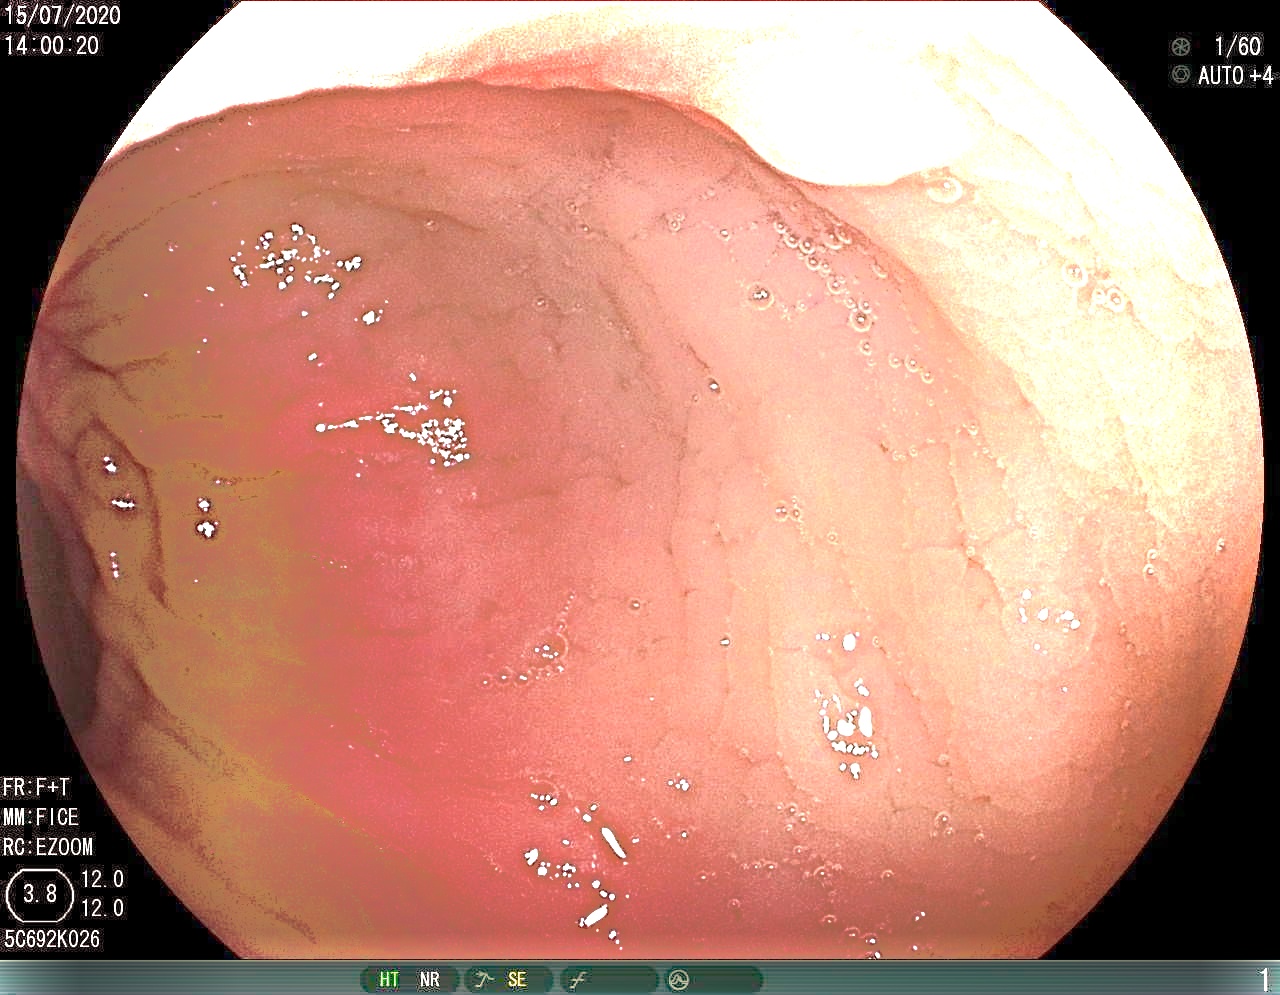 15/07/2020
14:00:20
1/60
AUTO +4
FR:F+T
MM:FICE
RC:EZOOM
3.8 12.0
12.0
5C692K026
HT NR SE
1